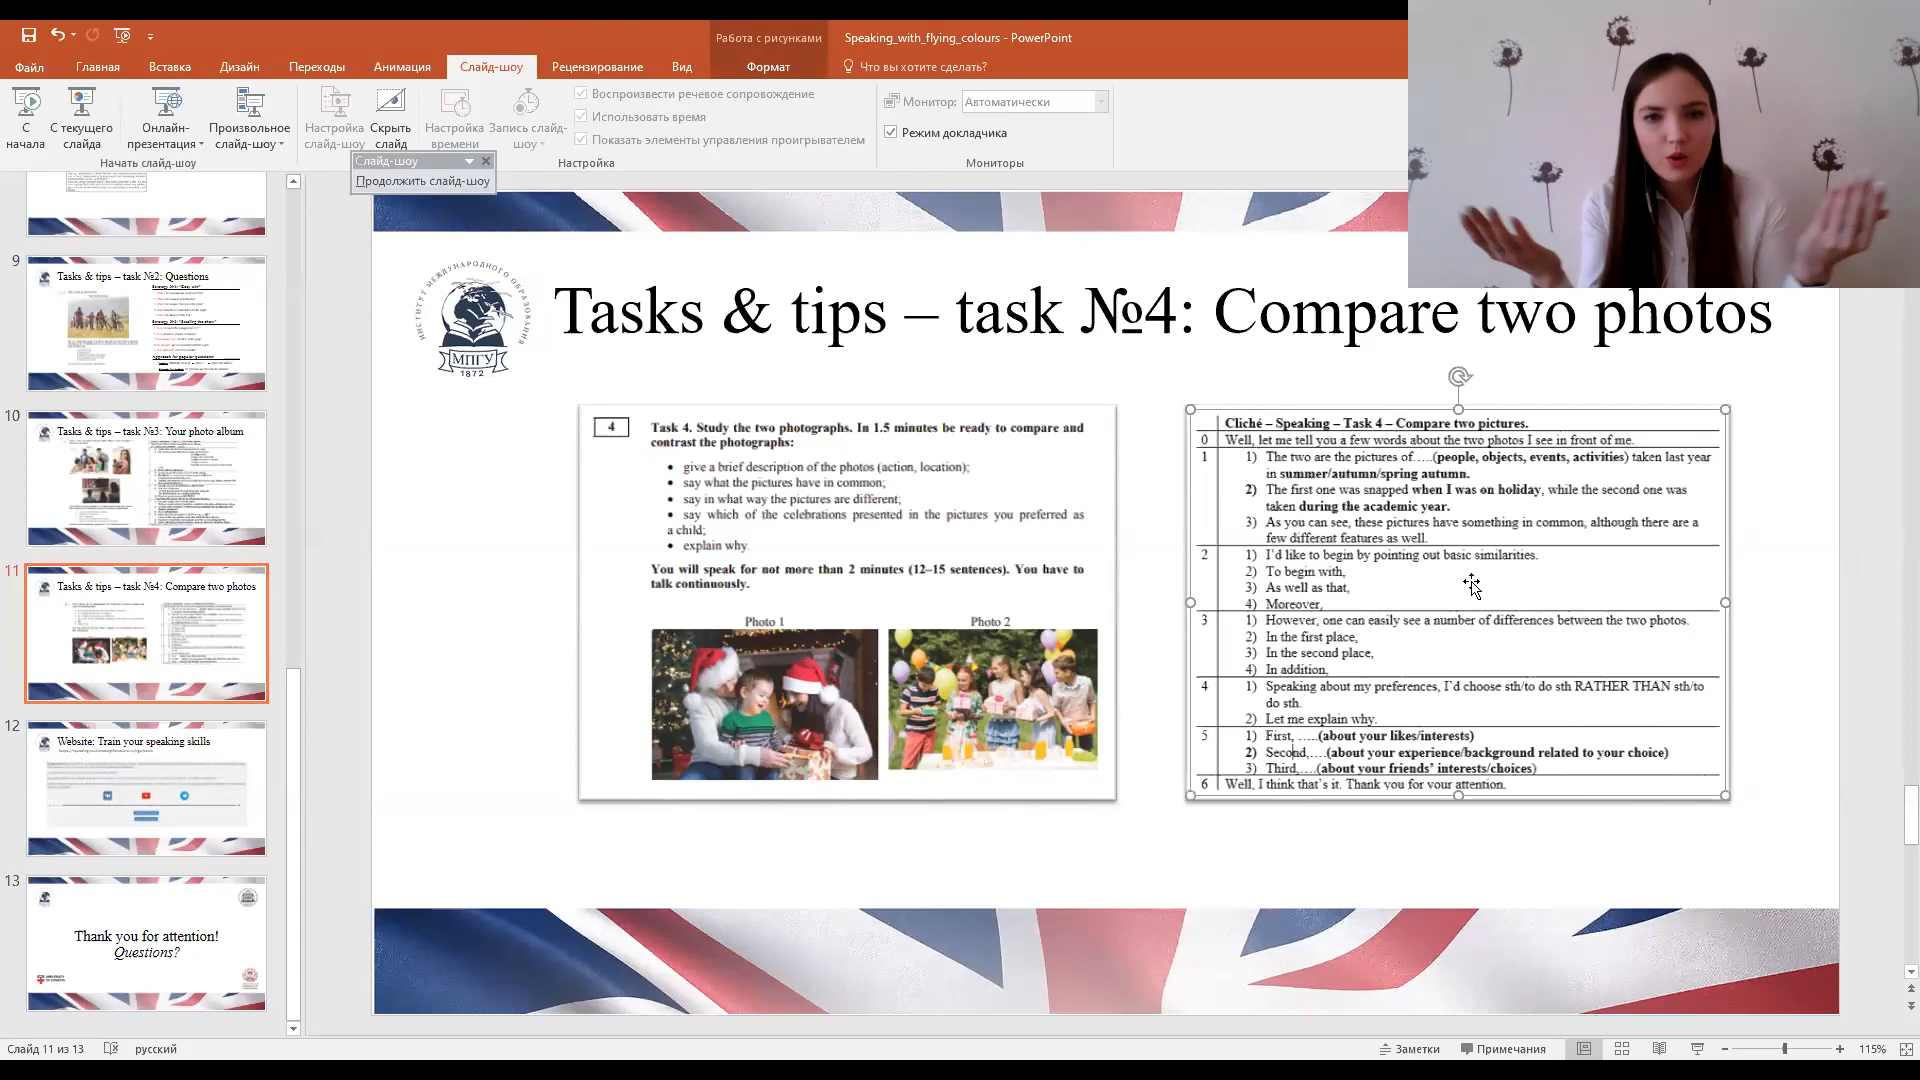 Работа с рисунками
Speaking_with_flying_colours - PowerPoint
Файл
Главная
Вставка
Дизайн
Переходы
Анимация
Слайд-шоу
Рецензирование
Вид
Формат
Что вы хотите сделать?
С
начала
С текущего
слайда
Онлайн-
презентация
Произвольное
слайд-шоу
Начать слайд-шоу
Настройка
слайд-шоу
Скрыть
слайд
Настройка
времени
Запись слайд-
шоу
Воспроизвести речевое сопровождение
Использовать время
Показать элементы управления проигрывателем
Настройка
Монитор:
Автоматически
Режим докладчика
Мониторы
Слайд-шоу
Продолжить слайд-шоу
9
Tasks & tips – task №2: Questions
10
Tasks & tips – task №3: Your photo album
11
Tasks & tips – task №4: Compare two photos
12
Website: Train your speaking skills
13
Thank you for attention!
Questions?
ИНСТИТУТ МЕЖДУНАРОДНОГО ОБРАЗОВАНИЯ
МПГУ
1872
Tasks & tips – task №4: Compare two photos
4
Task 4. Study the two photographs. In 1.5 minutes be ready to compare and
contrast the photographs:
• give a brief description of the photos (action, location);
• say what the pictures have in common;
• say in what way the pictures are different;
• say which of the celebrations presented in the pictures you preferred as
a child;
• explain why.
You will speak for not more than 2 minutes (12–15 sentences). You have to
talk continuously.
Photo 1
Photo 2
Cliché – Speaking – Task 4 – Compare two pictures.
0 Well, let me tell you a few words about the two photos I see in front of me.
1 1) The two are the pictures of…..(people, objects, events, activities) taken last year
in summer/autumn/spring autumn.
2) The first one was snapped when I was on holiday, while the second one was
taken during the academic year.
3) As you can see, these pictures have something in common, although there are a
few different features as well.
2 1) I'd like to begin by pointing out basic similarities.
2) To begin with,
3) As well as that,
4) Moreover,
3 1) However, one can easily see a number of differences between the two photos.
2) In the first place,
3) In the second place,
4) In addition,
4 1) Speaking about my preferences, I'd choose sth/to do sth RATHER THAN sth/to
do sth.
2) Let me explain why.
5 1) First, …..(about your likes/interests)
2) Second,….(about your experience/background related to your choice)
3) Third,….(about your friends' interests/choices)
6 Well, I think that's it. Thank you for your attention.
Слайд 11 из 13
русский
Заметки
Примечания
115%